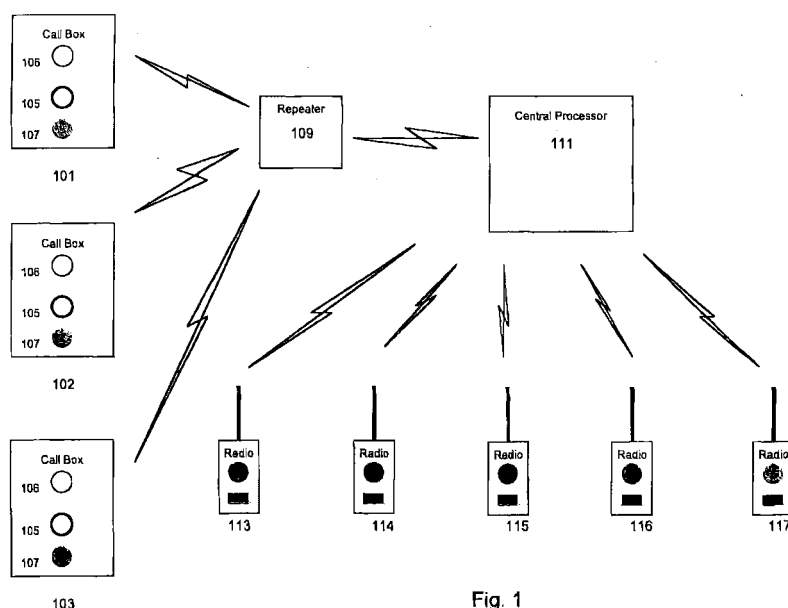 Call Box
106
105
107
101
Call Box
106
105
107
102
Call Box
106
105
107
103
Repeater
109
Central Processor
111
Radio
113
Radio
114
Radio
115
Radio
116
Radio
117
Fig. 1